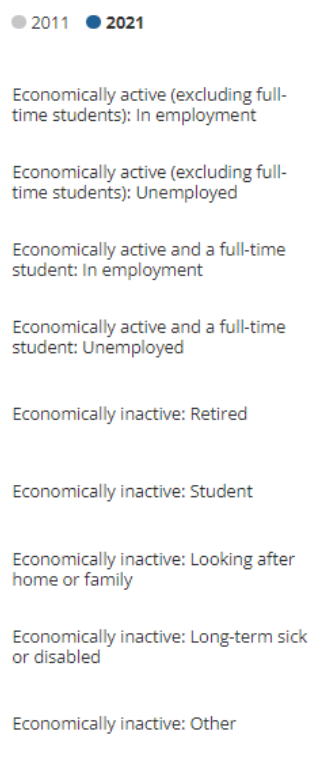 2011 2021
Economically active (excluding full-
time students): In employment
Economically active (excluding full-
time students): Unemployed
Economically active and a full-time
student: In employment
Economically active and a full-time
student: Unemployed
Economically inactive: Retired
Economically inactive: Student
Economically inactive: Looking after
home or family
Economically inactive: Long-term sick
or disabled
Economically inactive: Other